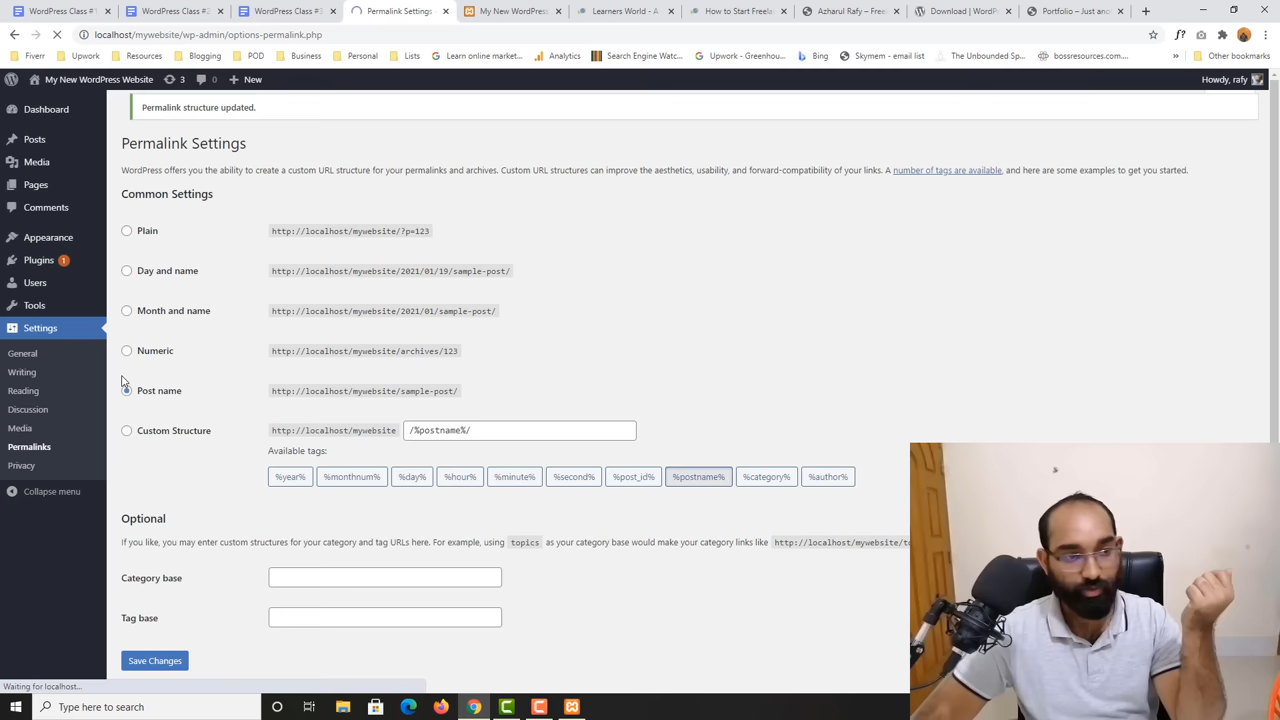 WordPress Class #1
WordPress Class #2
WordPress Class #3
Permalink Settings
My New WordPress
Learners World - A
How to Start Freela
Azharul Rafy – Free
Download | WordPr
Portfolio – Just ano
localhost/mywebsite/wp-admin/options-permalink.php
Fiverr
Upwork
Resources
Blogging
POD
Business
Personal
Lists
Learn online market...
Analytics
Search Engine Watc...
Upwork - Greenhou...
Bing
Skymem - all email...
The Unbounded Sp...
bossresources.com...
Other bookmarks
My New WordPress Website
3
0
New
Howdy, rafy
Dashboard
Posts
Media
Pages
Comments
Appearance
Plugins 1
Users
Tools
Settings
General
Writing
Reading
Discussion
Media
Permalinks
Privacy
Collapse menu
Permalink structure updated.
Permalink Settings
WordPress offers you the ability to create a custom URL structure for your permalinks and archives. Custom URL structures can improve the aesthetics, usability, and forward-compatibility of your links. A number of tags are available, and here are some examples to get you started.
Common Settings
Plain http://localhost/mywebsite/?p=123
Day and name http://localhost/mywebsite/2021/01/19/sample-post/
Month and name http://localhost/mywebsite/2021/01/sample-post/
Numeric http://localhost/mywebsite/archives/123
Post name http://localhost/mywebsite/sample-post/
Custom Structure http://localhost/mywebsite /%postname%/
Available tags:
%year% %monthnum% %day% %hour% %minute% %second% %post_id% %postname% %category% %author%
Optional
If you like, you may enter custom structures for your category and tag URLs here. For example, using topics as your category base would make your category links like http://localhost/mywebsite/to
Category base
Tag base
Save Changes
Waiting for localhost...
Type here to search